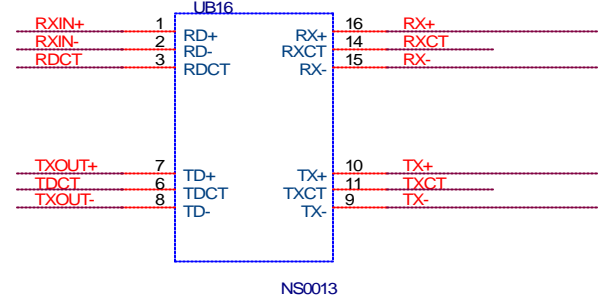 UB16
RXIN+ 1 RD+ RX+ 16 RX+
RXIN- 2 RD- RXCT 14 RXCT
RDCT 3 RDCT RX- 15 RX-
TXOUT+ 7 TD+ TX+ 10 TX+
TDCT 6 TDCT TXCT 11 TXCT
TXOUT- 8 TD- TX- 9 TX-
NS0013